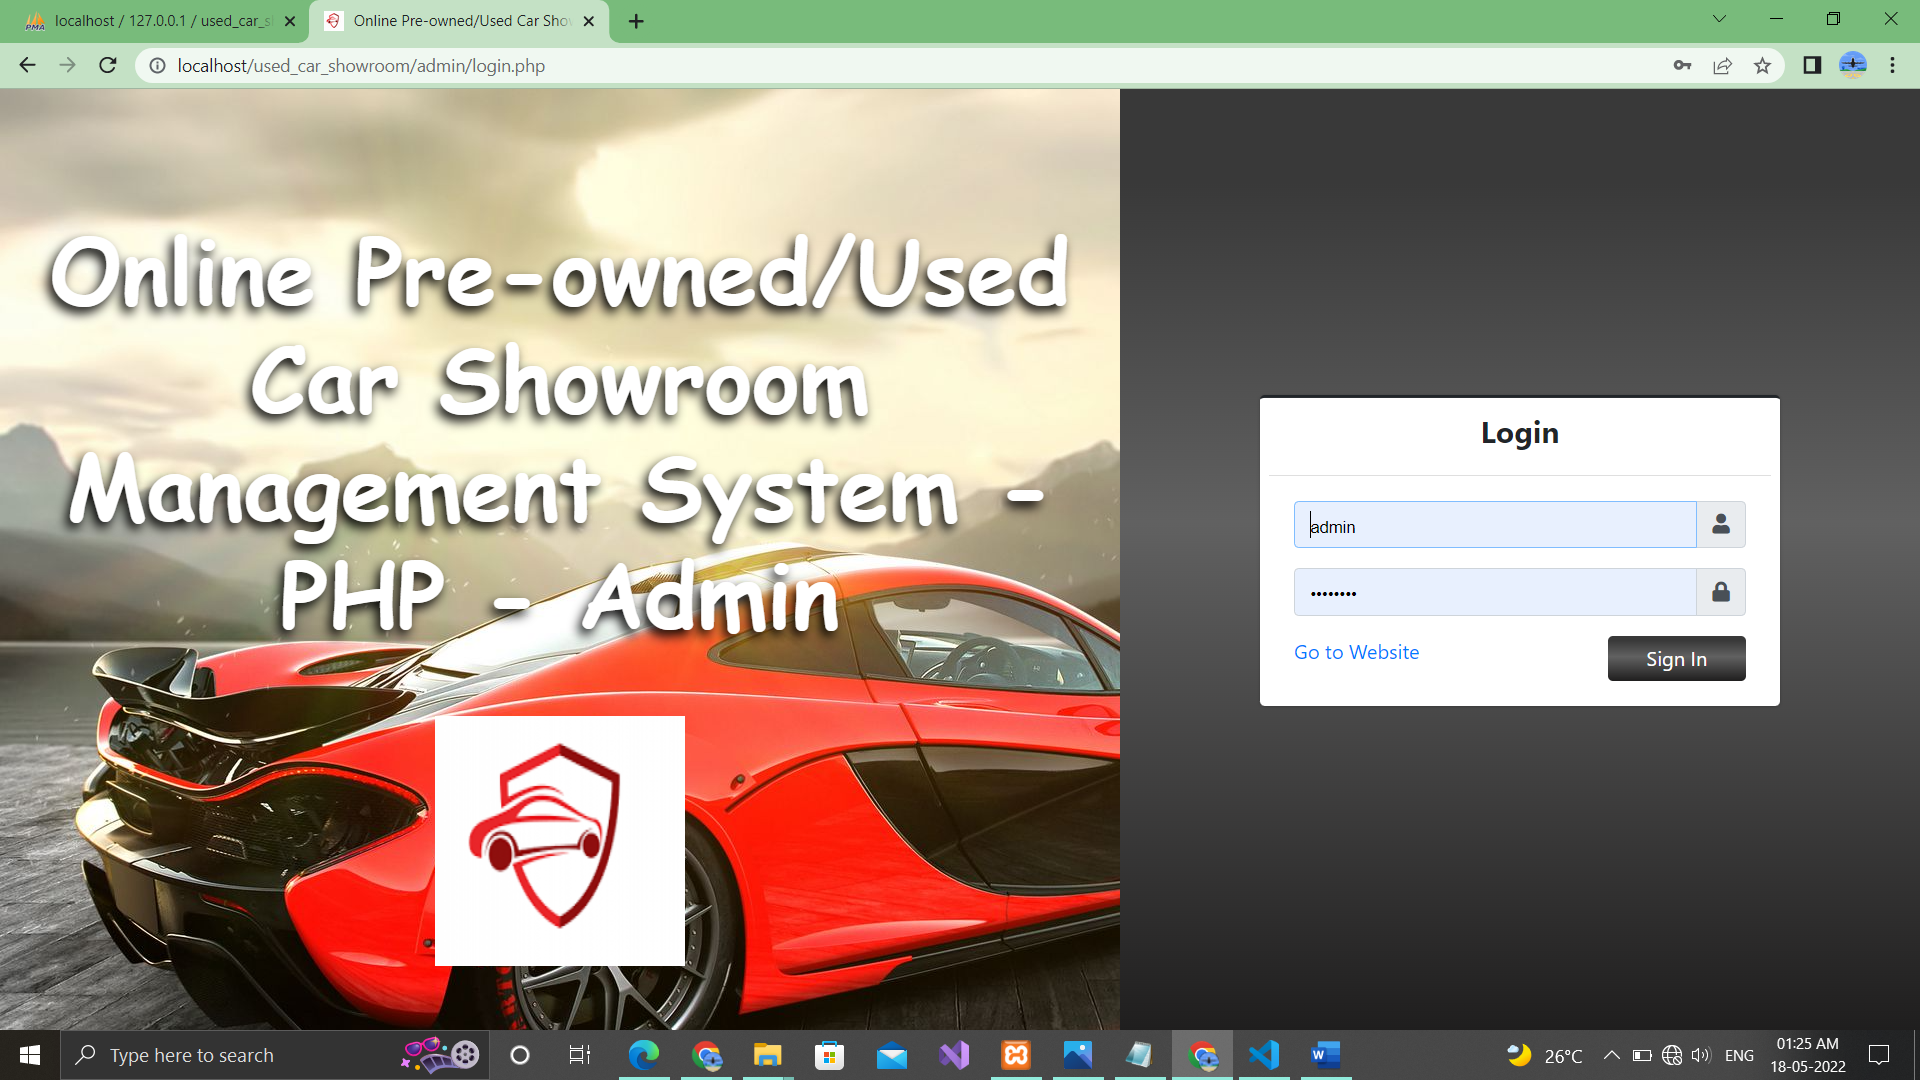 localhost / 127.0.0.1 / used_car_s
Online Pre-owned/Used Car Show
localhost/used_car_showroom/admin/login.php
Online Pre-owned/Used
Car Showroom
Management System -
PHP - Admin
Login
admin
••••••••
Go to Website
Sign In
Type here to search
26°C
ENG
01:25 AM
18-05-2022